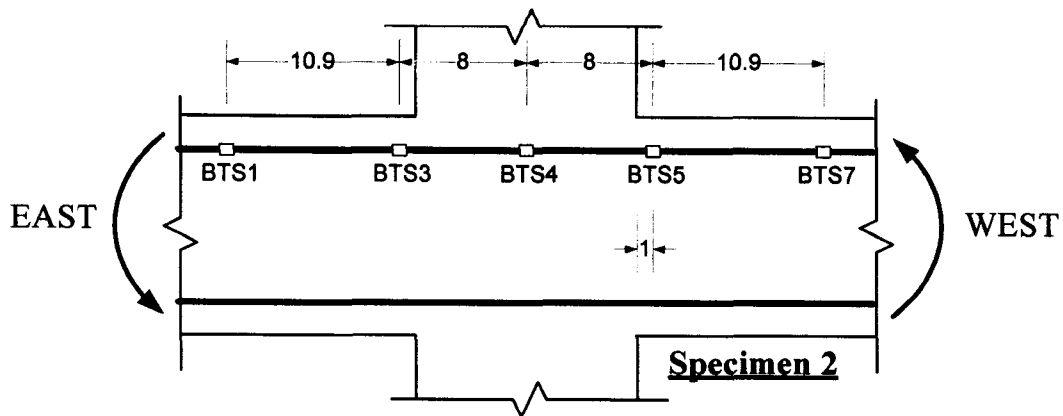 10.9 8 8 10.9
BTS1 BTS3 BTS4 BTS5 BTS7
EAST WEST
1
Specimen 2